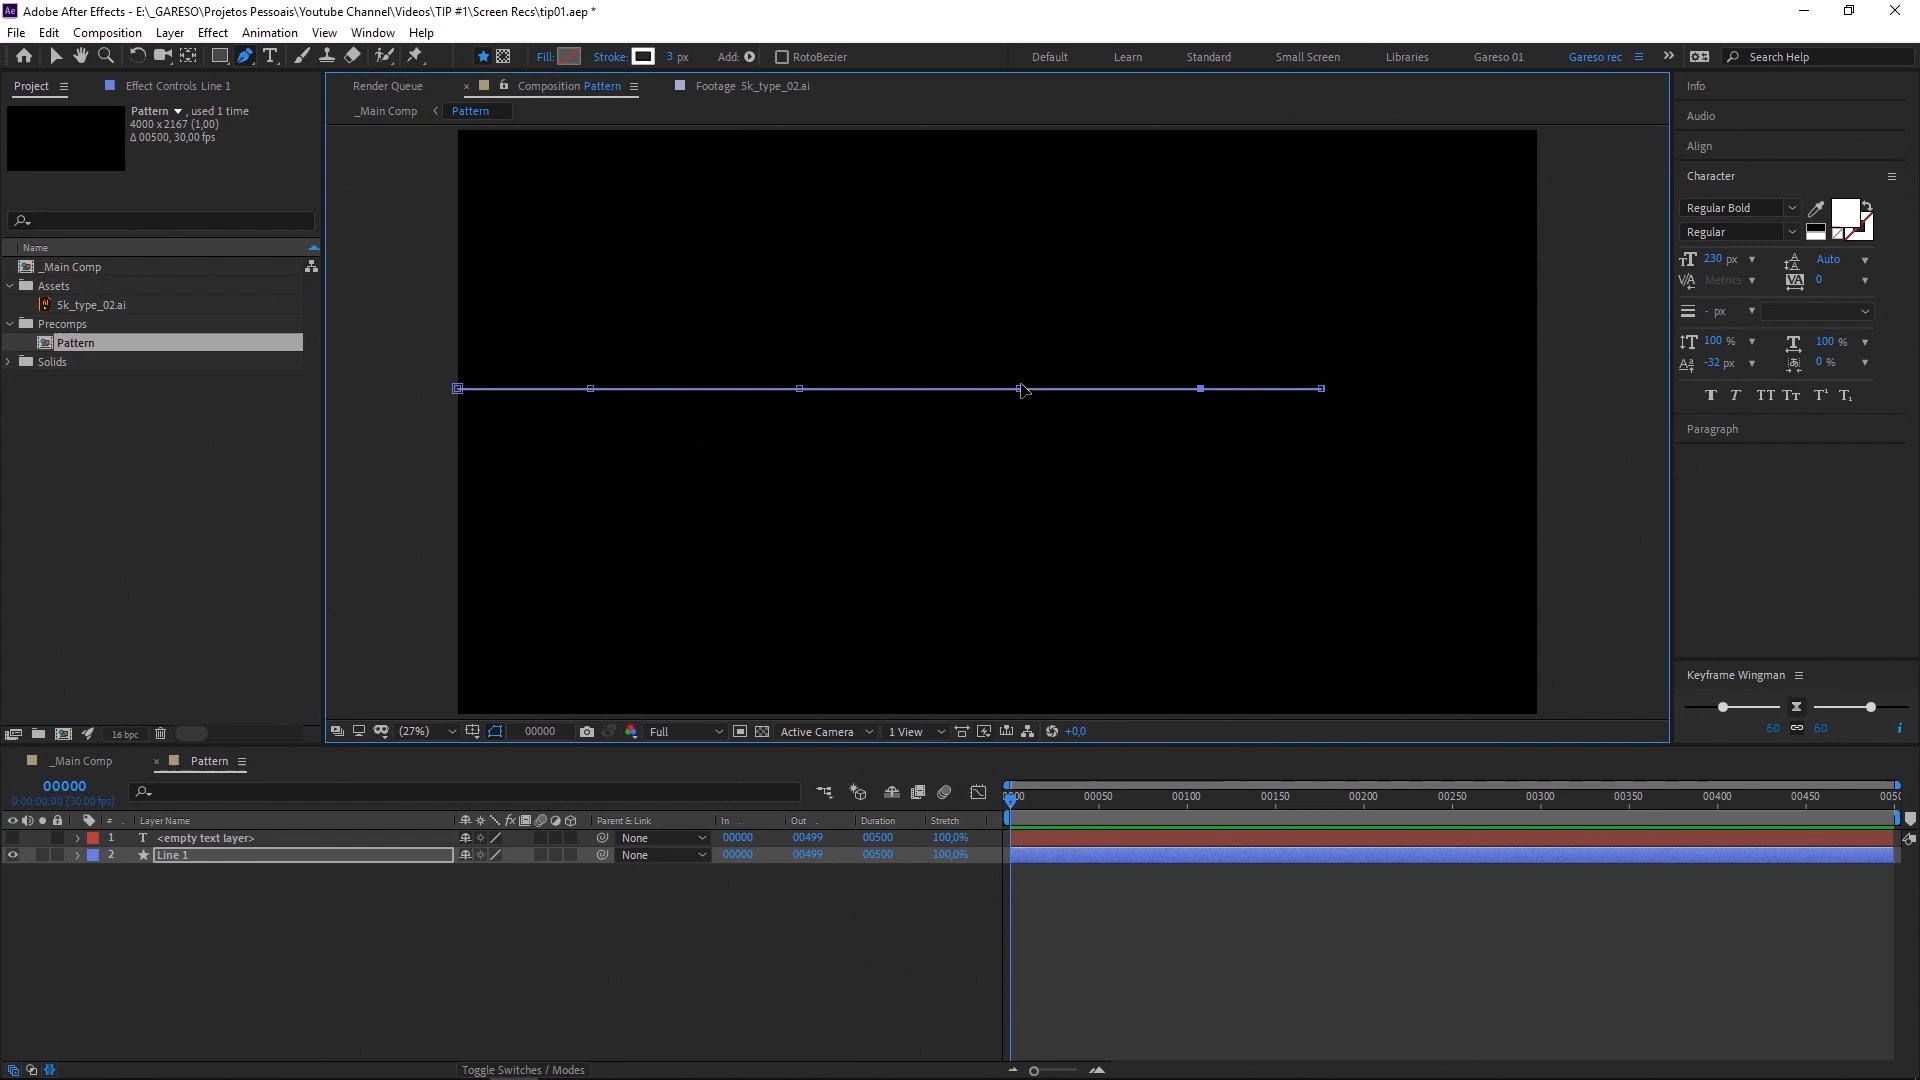 Adobe After Effects - E:\_GARESO\Projetos Pessoais\Youtube Channel\Videos\TIP #1\Screen Recs\tip01.aep *
File Edit Composition Layer Effect Animation View Window Help
Fill: Stroke: 3 px Add: RotoBezier Default Learn Standard Small Screen Libraries Gareso 01 Gareso rec Search Help
Project Effect Controls Line 1
Pattern , used 1 time
4000 x 2167 (1,00)
Δ 00500, 30,00 fps
Name
_Main Comp
Assets
5k_type_02.ai
Precomps
Pattern
Solids
16 bpc
Render Queue Composition Pattern Footage 5k_type_02.ai
_Main Comp Pattern
(27%) 00000 Full Active Camera 1 View +0,0
Info
Audio
Align
Character
Regular Bold
Regular
230 px Auto
Metrics 0
- px
100 % 100 %
-32 px 0 %
T T TT Tt T¹ T₁
Paragraph
Keyframe Wingman
60 60
_Main Comp Pattern
00000
0:00:00:00 (30.00 fps)
0000 00050 00100 00150 00200 00250 00300 00350 00400 00450 0050
# Layer Name Parent & Link In Out Duration Stretch
1 T <empty text layer> None 00000 00499 00500 100,0%
2 Line 1 None 00000 00499 00500 100,0%
Toggle Switches / Modes